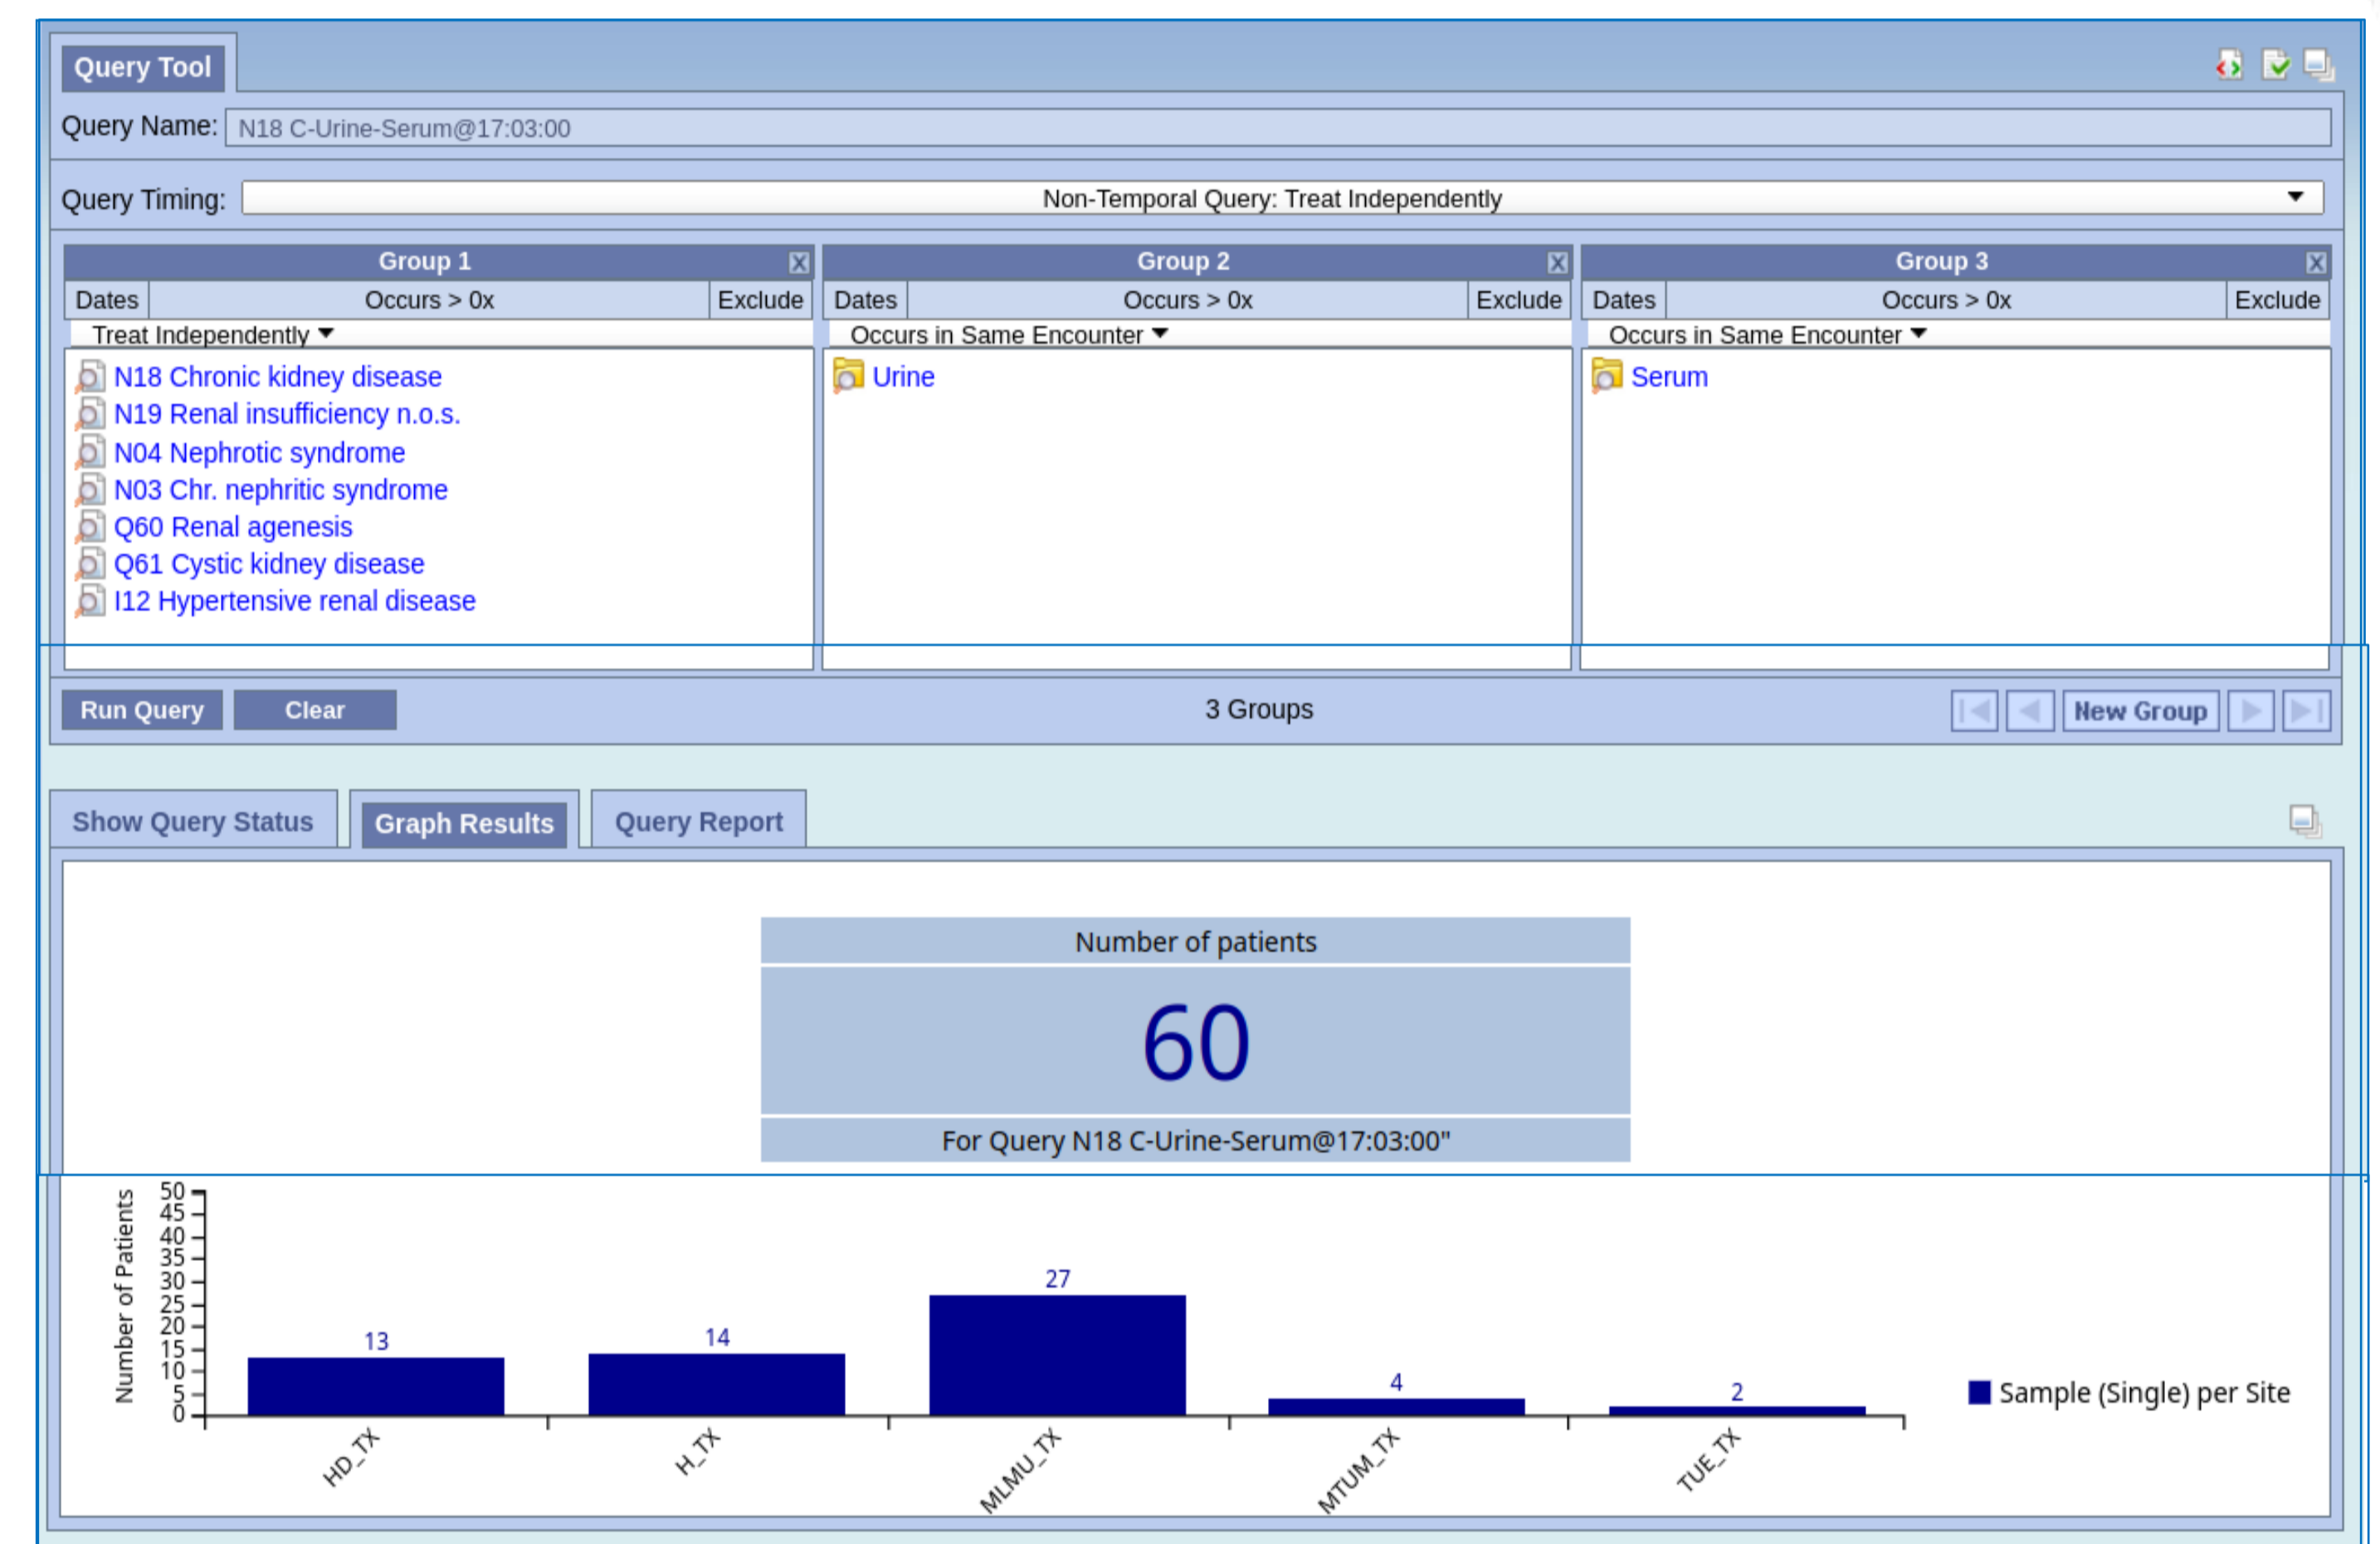 Query Tool
Query Name: N18 C-Urine-Serum@17:03:00
Query Timing: Non-Temporal Query: Treat Independently
Group 1 X Group 2 X Group 3 X
Dates Occurs > 0x Exclude Dates Occurs > 0x Exclude Dates Occurs > 0x Exclude
Treat Independently Occurs in Same Encounter Occurs in Same Encounter
N18 Chronic kidney disease Urine Serum
N19 Renal insufficiency n.o.s.
N04 Nephrotic syndrome
N03 Chr. nephritic syndrome
Q60 Renal agenesis
Q61 Cystic kidney disease
I12 Hypertensive renal disease
Run Query Clear 3 Groups New Group
Show Query Status Graph Results Query Report
Number of patients
60
For Query N18 C-Urine-Serum@17:03:00"
Number of Patients
50
45
40
35
30
25
20
15
10
5
0
13 14 27 4 2
HD_TX H_TX MLMU_TX MTUM_TX TUE_TX
Sample (Single) per Site